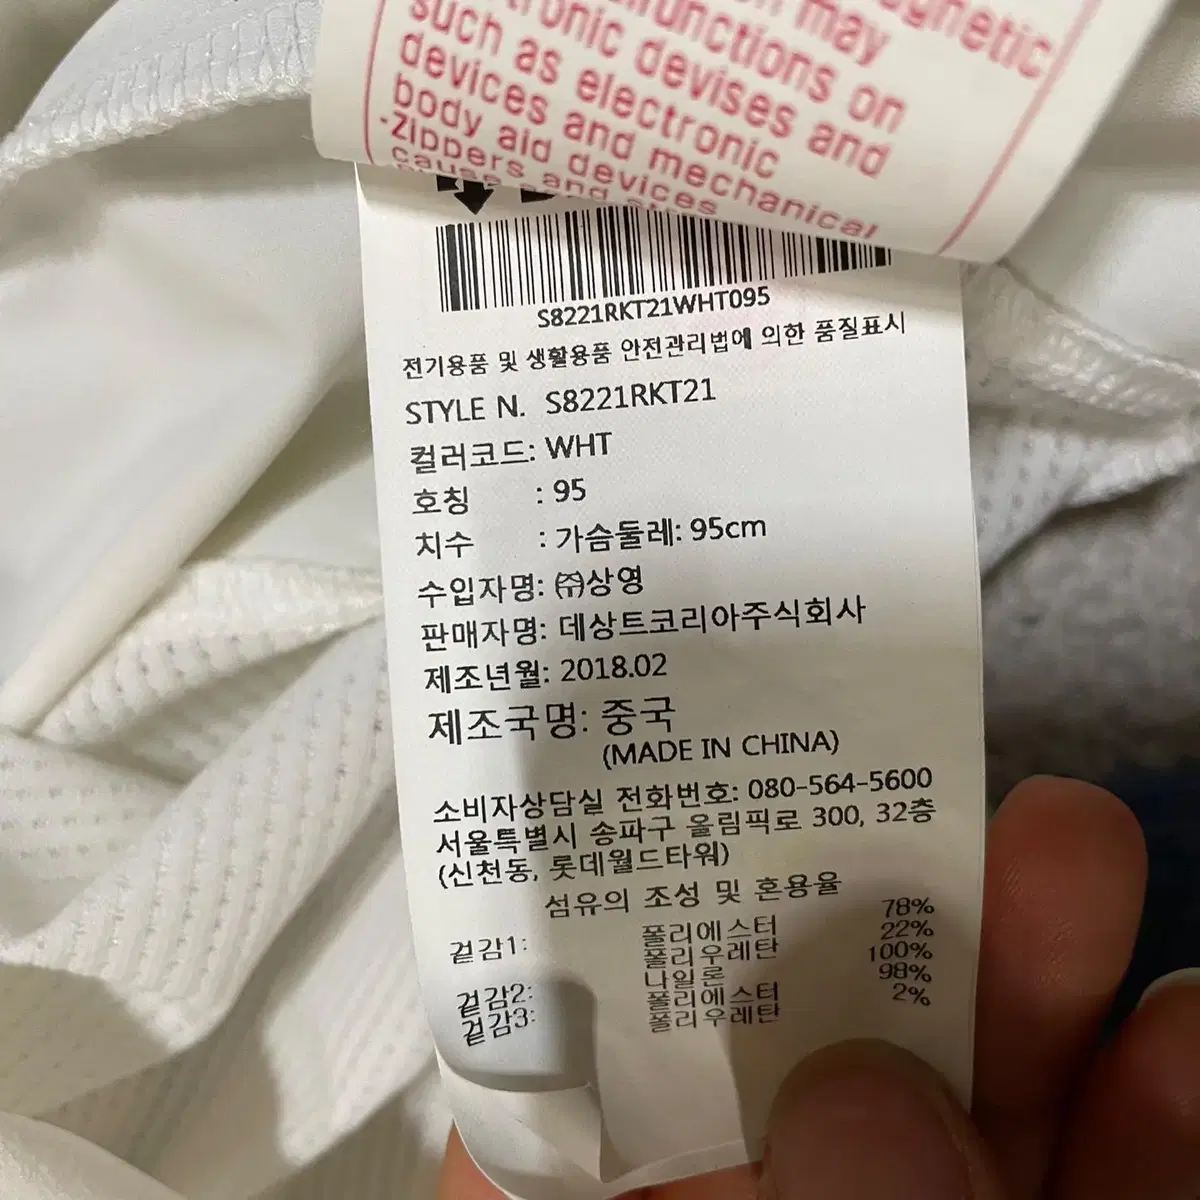 magnetic
may
functions on
tronic devises and
such as electronic
devices and mechanical
body aid devices
-zippers and
cause
S8221RKT21WHT095
전기용품 및 생활용품 안전관리법에 의한 품질표시
STYLE N. S8221RKT21
컬러코드: WHT
호칭 : 95
치수 : 가슴둘레: 95cm
수입자명: ㈜상영
판매자명: 데상트코리아주식회사
제조년월: 2018.02
제조국명: 중국
(MADE IN CHINA)
소비자상담실 전화번호: 080-564-5600
서울특별시 송파구 올림픽로 300, 32층
(신천동, 롯데월드타워)
섬유의 조성 및 혼용율
겉감1: 폴리에스터 78%
폴리우레탄 22%
겉감2: 나일론 100%
겉감3: 폴리에스터 98%
폴리우레탄 2%